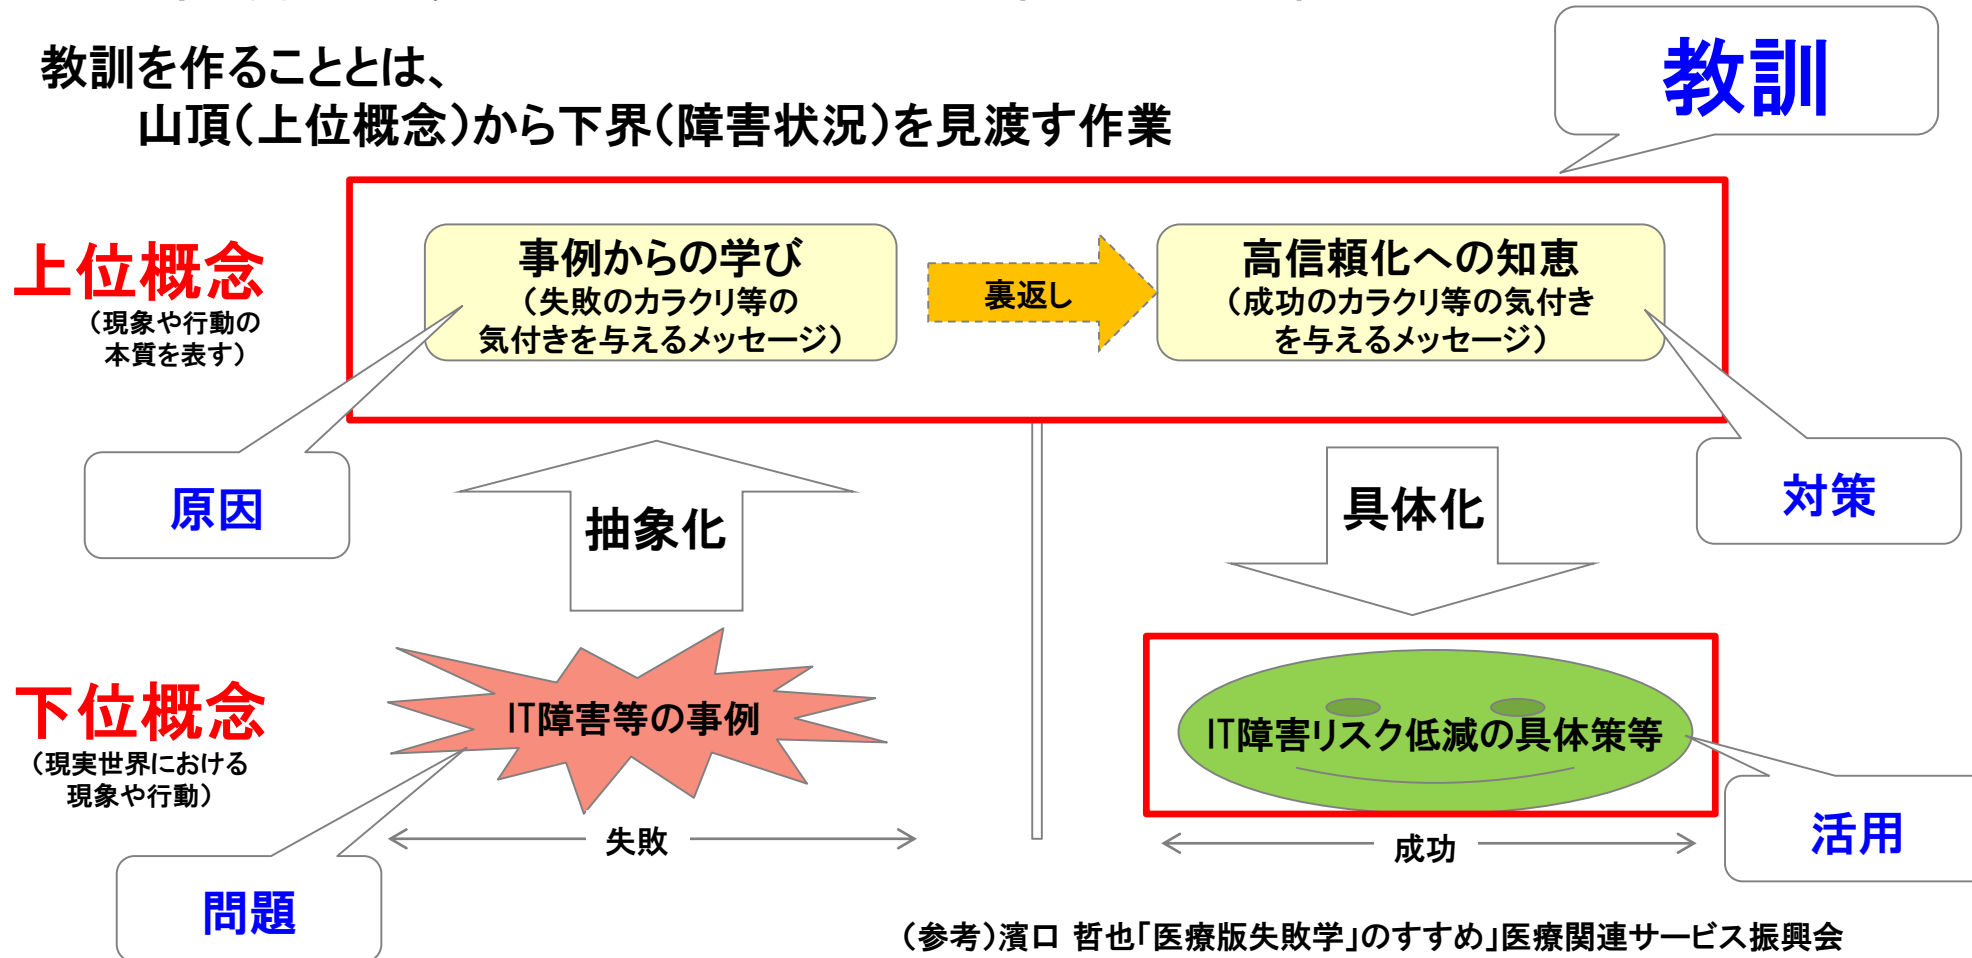 教訓を作ることとは、
山頂(上位概念)から下界(障害状況)を見渡す作業
教訓
上位概念
(現象や行動の
本質を表す)
事例からの学び
(失敗のカラクリ等の
気付きを与えるメッセージ)
裏返し
高信頼化への知恵
(成功のカラクリ等の気付き
を与えるメッセージ)
原因
抽象化
具体化
対策
下位概念
(現実世界における
現象や行動)
IT障害等の事例
IT障害リスク低減の具体策等
失敗
成功
活用
問題
(参考)濱口 哲也「医療版失敗学」のすすめ」医療関連サービス振興会